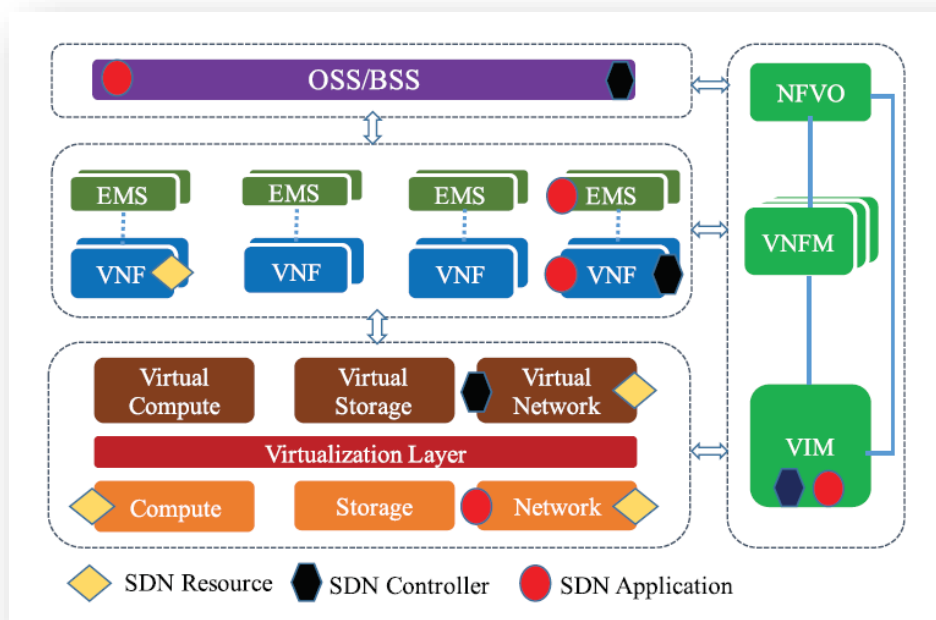 OSS/BSS
NFVO
EMS
EMS
EMS
EMS
VNF
VNF
VNF
VNF
VNFM
Virtual
Compute
Virtual
Storage
Virtual
Network
Virtualization Layer
VIM
Compute
Storage
Network
SDN Resource
SDN Controller
SDN Application